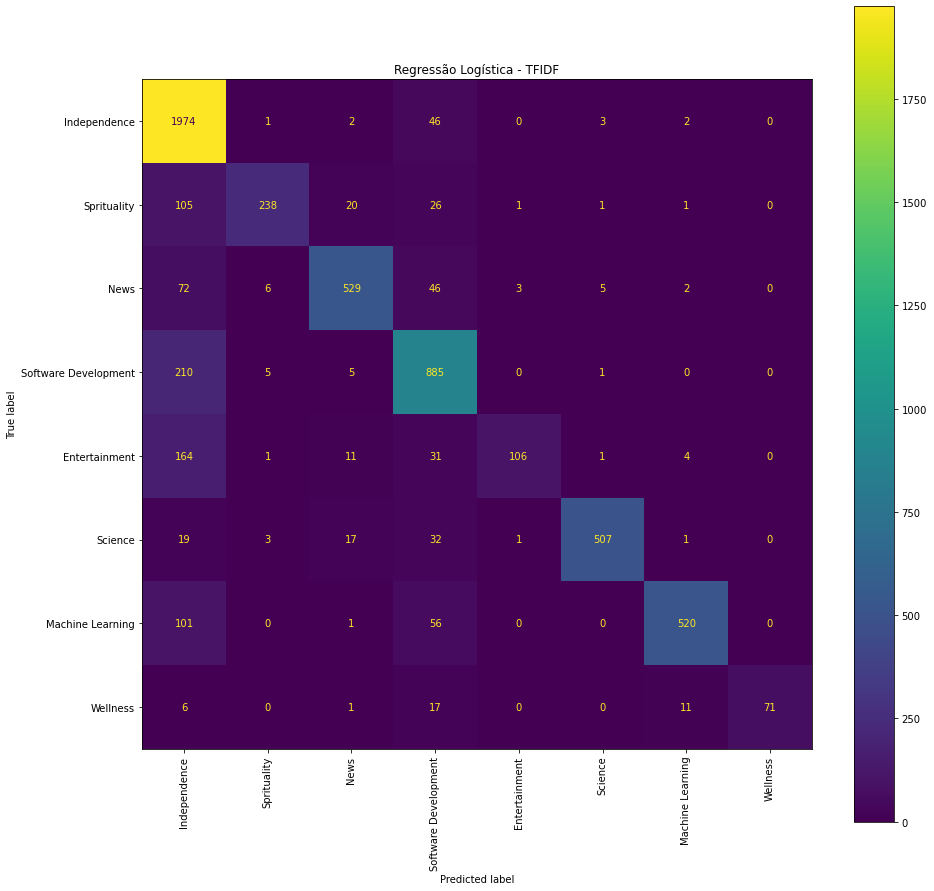 Regressão Logística - TFIDF
Independence 1974 1 2 46 0 3 2 0
Sprituality 105 238 20 26 1 1 1 0
News 72 6 529 46 3 5 2 0
Software Development 210 5 5 885 0 1 0 0
Entertainment 164 1 11 31 106 1 4 0
Science 19 3 17 32 1 507 1 0
Machine Learning 101 0 1 56 0 0 520 0
Wellness 6 0 1 17 0 0 11 71
True label
Independence
Sprituality
News
Software Development
Entertainment
Science
Machine Learning
Wellness
Predicted label
1750
1500
1250
1000
750
500
250
0